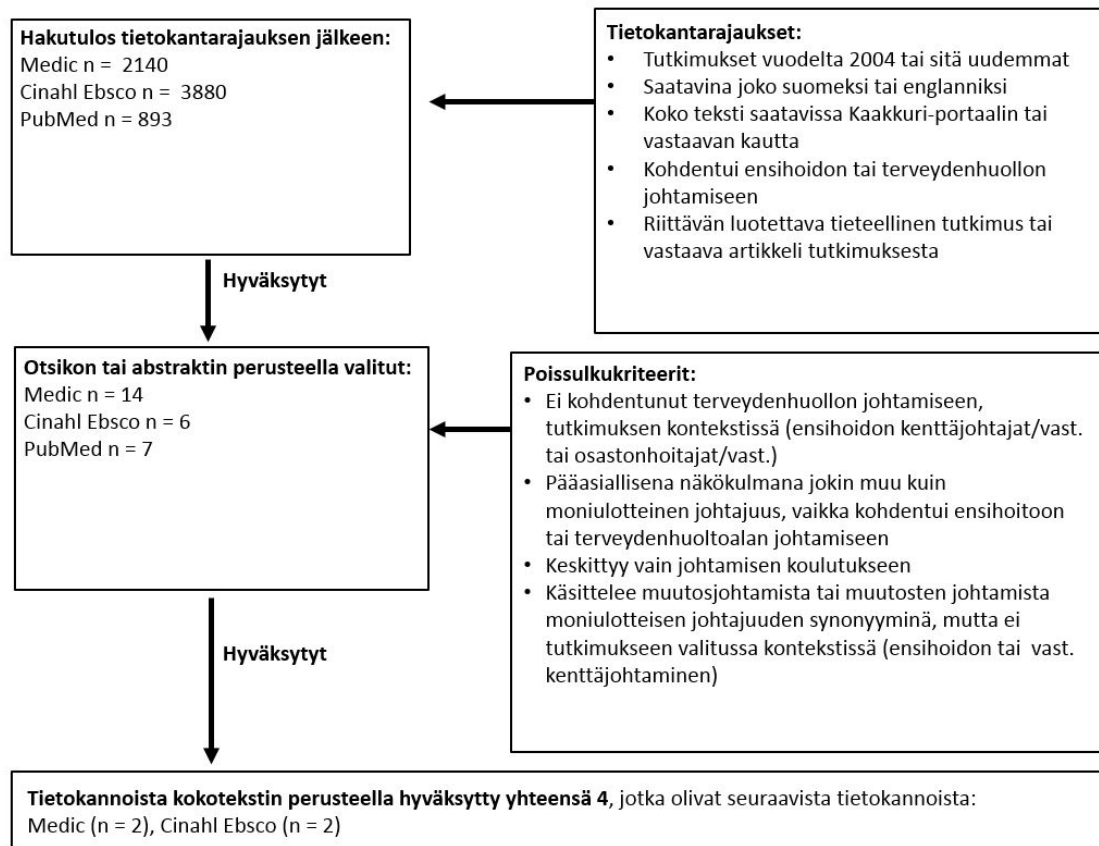 Hakutulos tietokantarajauksen jälkeen:
Medic n =  2140
Cinahl Ebsco n =  3880
PubMed n = 893
Tietokantarajaukset:
• Tutkimukset vuodelta 2004 tai sitä uudemmat
• Saatavina joko suomeksi tai englanniksi
• Koko teksti saatavissa Kaakkuri-portaalin tai
vastaavan kautta
• Kohdentui ensihoidon tai terveydenhuollon
johtamiseen
• Riittävän luotettava tieteellinen tutkimus tai
vastaava artikkeli tutkimuksesta
Hyväksytyt
Otsikon tai abstraktin perusteella valitut:
Medic n = 14
Cinahl Ebsco n = 6
PubMed n = 7
Poissulkukriteerit:
• Ei kohdentunut terveydenhuollon johtamiseen,
tutkimuksen kontekstissä (ensihoidon kenttäjohtajat/vast.
tai osastonhoitajat/vast.)
• Pääasiallisena näkökulmana jokin muu kuin
moniulotteinen johtajuus, vaikka kohdentui ensihoitoon
tai terveydenhuoltoalan johtamiseen
• Keskittyy vain johtamisen koulutukseen
• Käsittelee muutosjohtamista tai muutosten johtamista
moniulotteisen johtajuuden synonyyminä, mutta ei
tutkimukseen valitussa kontekstissä (ensihoidon tai  vast.
kenttäjohtaminen)
Hyväksytyt
Tietokannoista kokotekstin perusteella hyväksytty yhteensä 4, jotka olivat seuraavista tietokannoista:
Medic (n = 2), Cinahl Ebsco (n = 2)